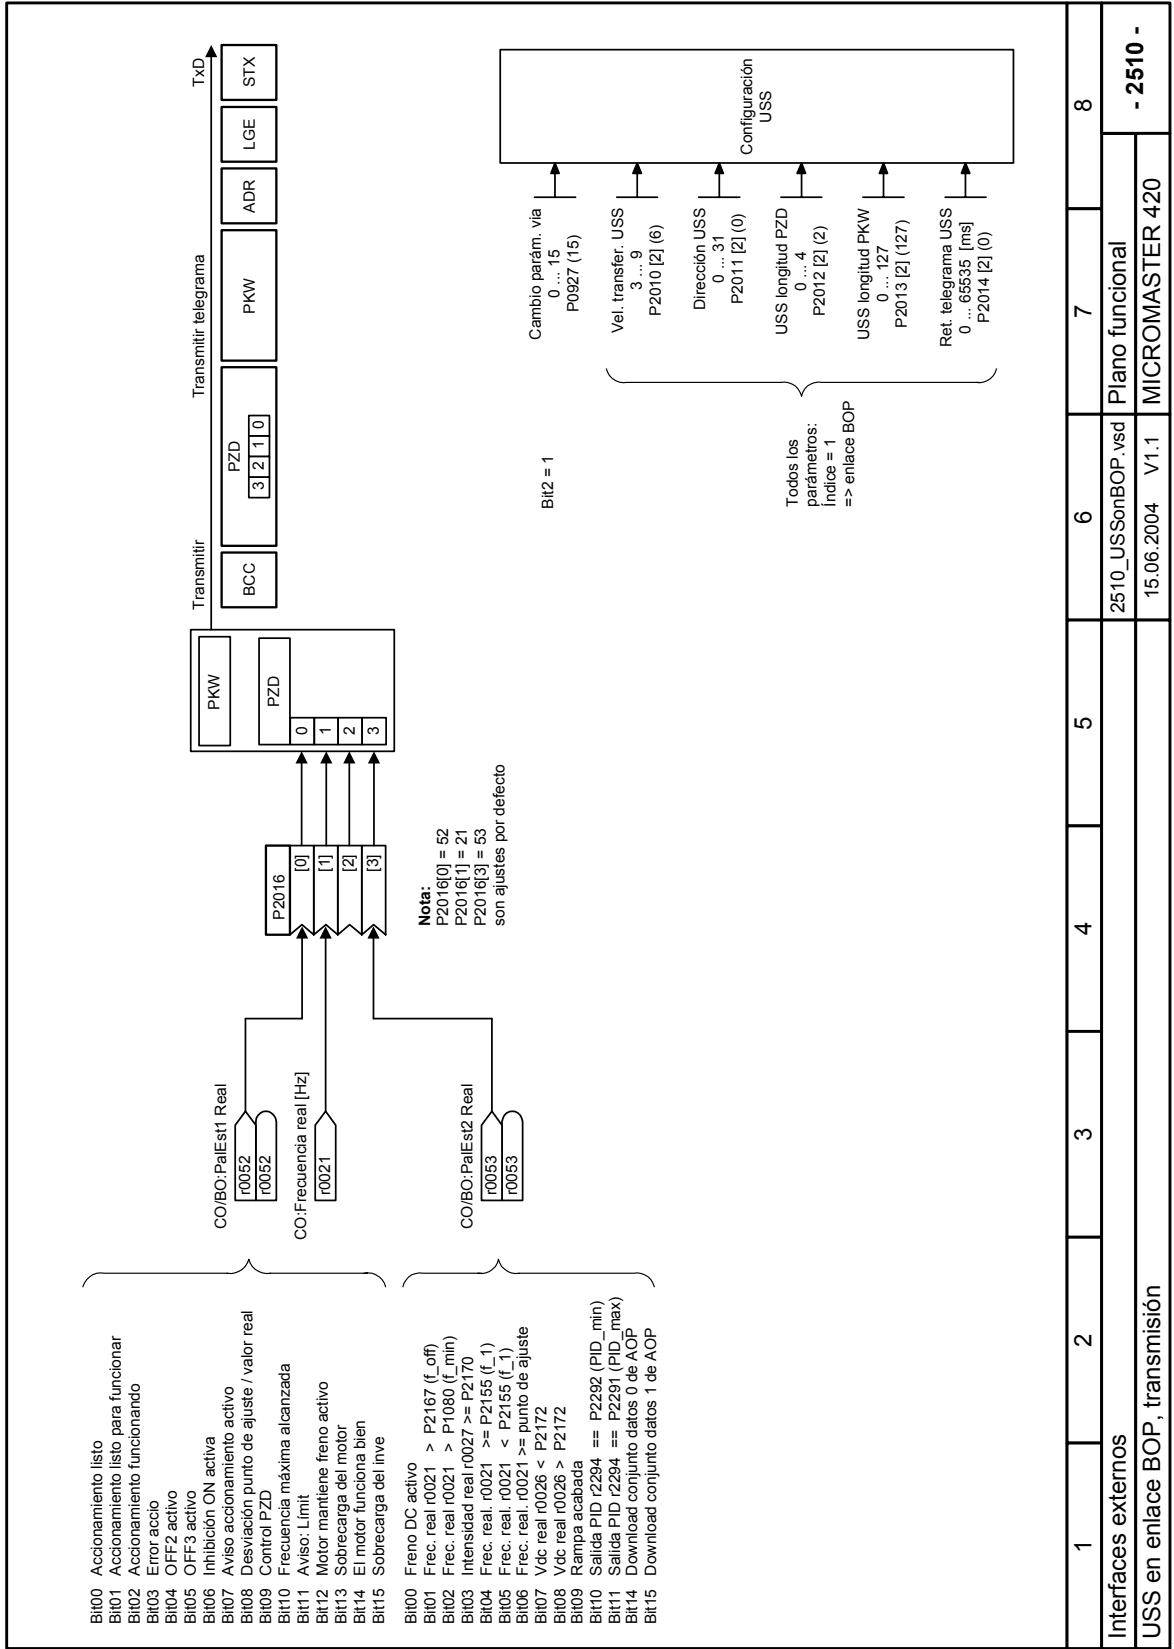 Bit00 Accionamiento listo
Bit01 Accionamiento listo para funcionar
Bit02 Accionamiento funcionando
Bit03 Error accio
Bit04 OFF2 activo
Bit05 OFF3 activo
Bit06 Inhibición ON activa
Bit07 Aviso accionamiento activo
Bit08 Desviación punto de ajuste / valor real
Bit09 Control PZD
Bit10 Frecuencia máxima alcanzada
Bit11 Aviso: Límit
Bit12 Motor mantiene freno activo
Bit13 Sobrecarga del motor
Bit14 El motor funciona bien
Bit15 Sobrecarga del inve
Bit00 Freno DC activo
Bit01 Frec. real r0021 > P2167 (f_off)
Bit02 Frec. real r0021 > P1080 (f_min)
Bit03 Intensidad real r0027 >= P2170
Bit04 Frec. real. r0021 >= P2155 (f_1)
Bit05 Frec. real. r0021 < P2155 (f_1)
Bit06 Frec. real. r0021 >= punto de ajuste
Bit07 Vdc real r0026 < P2172
Bit08 Vdc real r0026 > P2172
Bit09 Rampa acabada
Bit10 Salida PID r2294 == P2292 (PID_min)
Bit11 Salida PID r2294 == P2291 (PID_max)
Bit14 Download conjunto datos 0 de AOP
Bit15 Download conjunto datos 1 de AOP
CO/BO:PalEst1 Real
r0052
r0052
CO:Frecuencia real [Hz]
r0021
CO/BO:PalEst2 Real
r0053
r0053
P2016
[0]
[1]
[2]
[3]
Nota:
P2016[0] = 52
P2016[1] = 21
P2016[3] = 53
son ajustes por defecto
PKW
PZD
0
1
2
3
Transmitir
Transmitir telegrama
TxD
BCC
PZD
3 2 1 0
PKW
ADR
LGE
STX
Bit2 = 1
Todos los
parámetros:
Índice = 1
=> enlace BOP
Cambio parám. via
0 ... 15
P0927 (15)
Vel. transfer. USS
3 ... 9
P2010 [2] (6)
Dirección USS
0 ... 31
P2011 [2] (0)
USS longitud PZD
0 ... 4
P2012 [2] (2)
USS longitud PKW
0 ... 127
P2013 [2] (127)
Ret. telegrama USS
0 ... 65535 [ms]
P2014 [2] (0)
Configuración
USS
1 2 3 4 5 6 7 8
Interfaces externos
2510_USSonBOP.vsd
Plano funcional
- 2510 -
USS en enlace BOP, transmisión
15.06.2004 V1.1
MICROMASTER 420